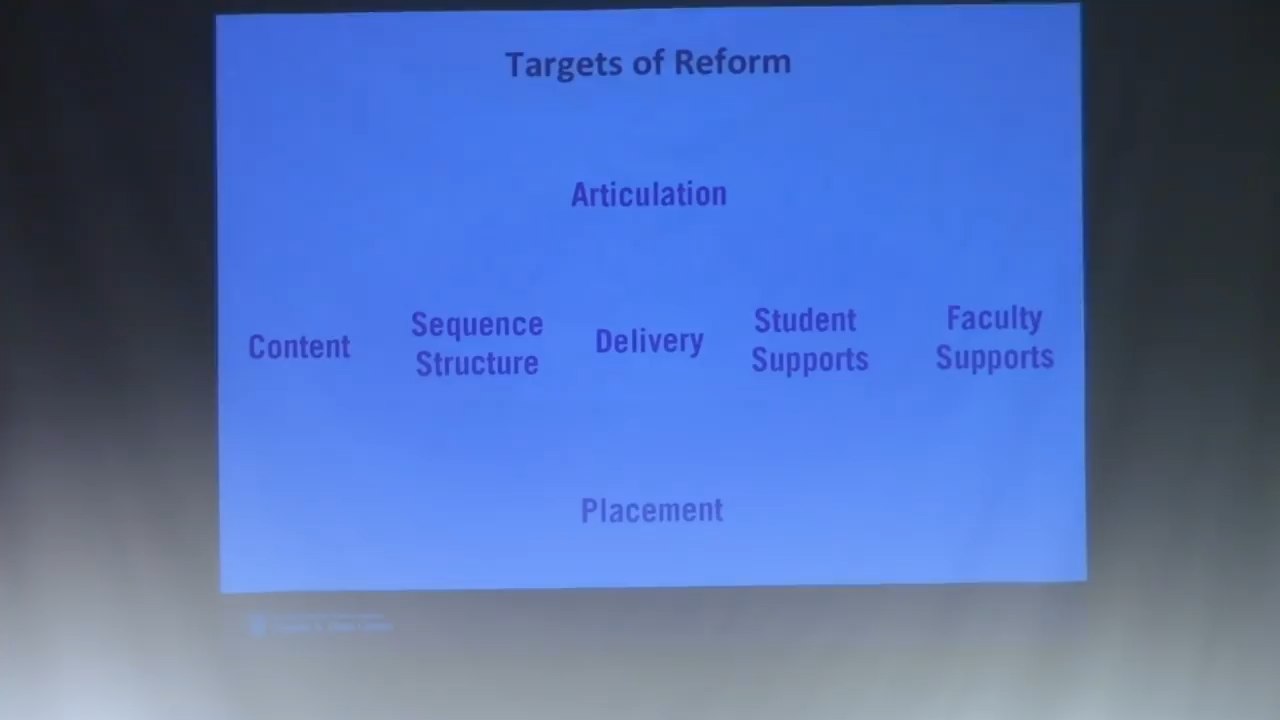 Targets of Reform
Articulation
Content
Sequence
Structure
Delivery
Student
Supports
Faculty
Supports
Placement